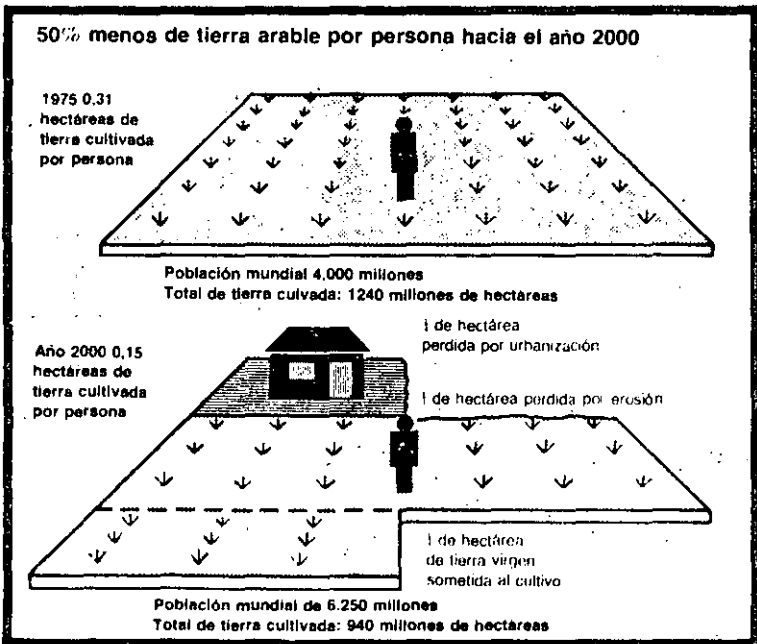 50% menos de tierra arable por persona hacia el año 2000
1975 0,31
hectáreas de
tierra cultivada
por persona
Población mundial 4,000 millones
Total de tierra culvada: 1240 millones de hectáreas
Año 2000 0,15
hectáreas de
tierra cultivada
por persona
de hectárea
perdida por urbanización
de hectárea perdida por erosión
de hectárea
de tierra virgen
sometida al cultivo
Población mundial de 6.250 millones
Total de tierra cultivada: 940 millones de hectáreas